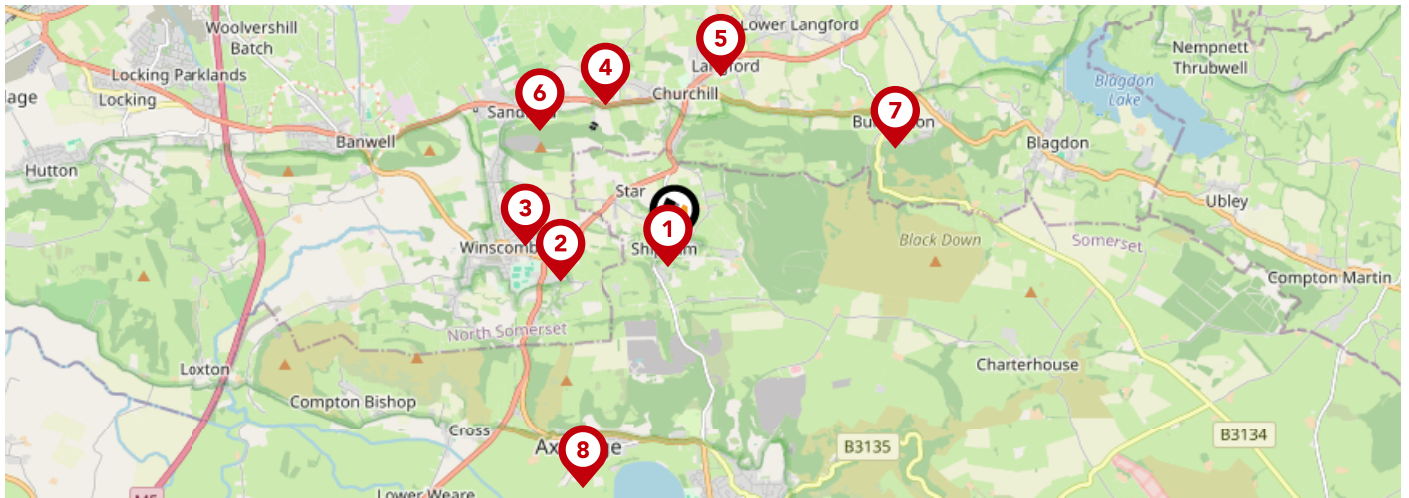 5
Lower Langford
Woolvershill
Batch
Nempnett
Thrubwell
4
Langford
Locking Parklands
Blagdon
Lake
6
Churchill
Locking
7
Banwell
Blagdon
Hutton
Star
Ubley
3
1
2
Black Down
Somerset
Compton Martin
North Somerset
Charterhouse
Loxton
Compton Bishop
Cross
8
B3135
B3134
Lower Weare
M5